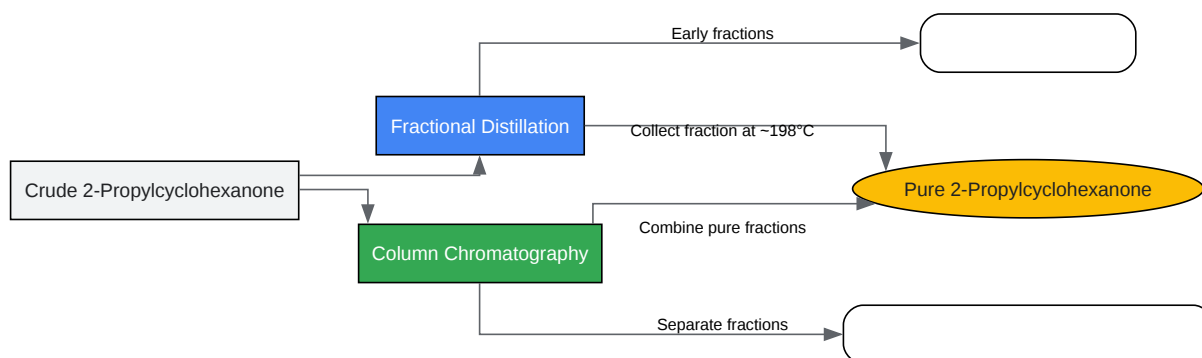 Early fractions
Fractional Distillation
Collect fraction at ~198°C
Crude 2-Propylcyclohexanone
Pure 2-Propylcyclohexanone
Combine pure fractions
Column Chromatography
Separate fractions